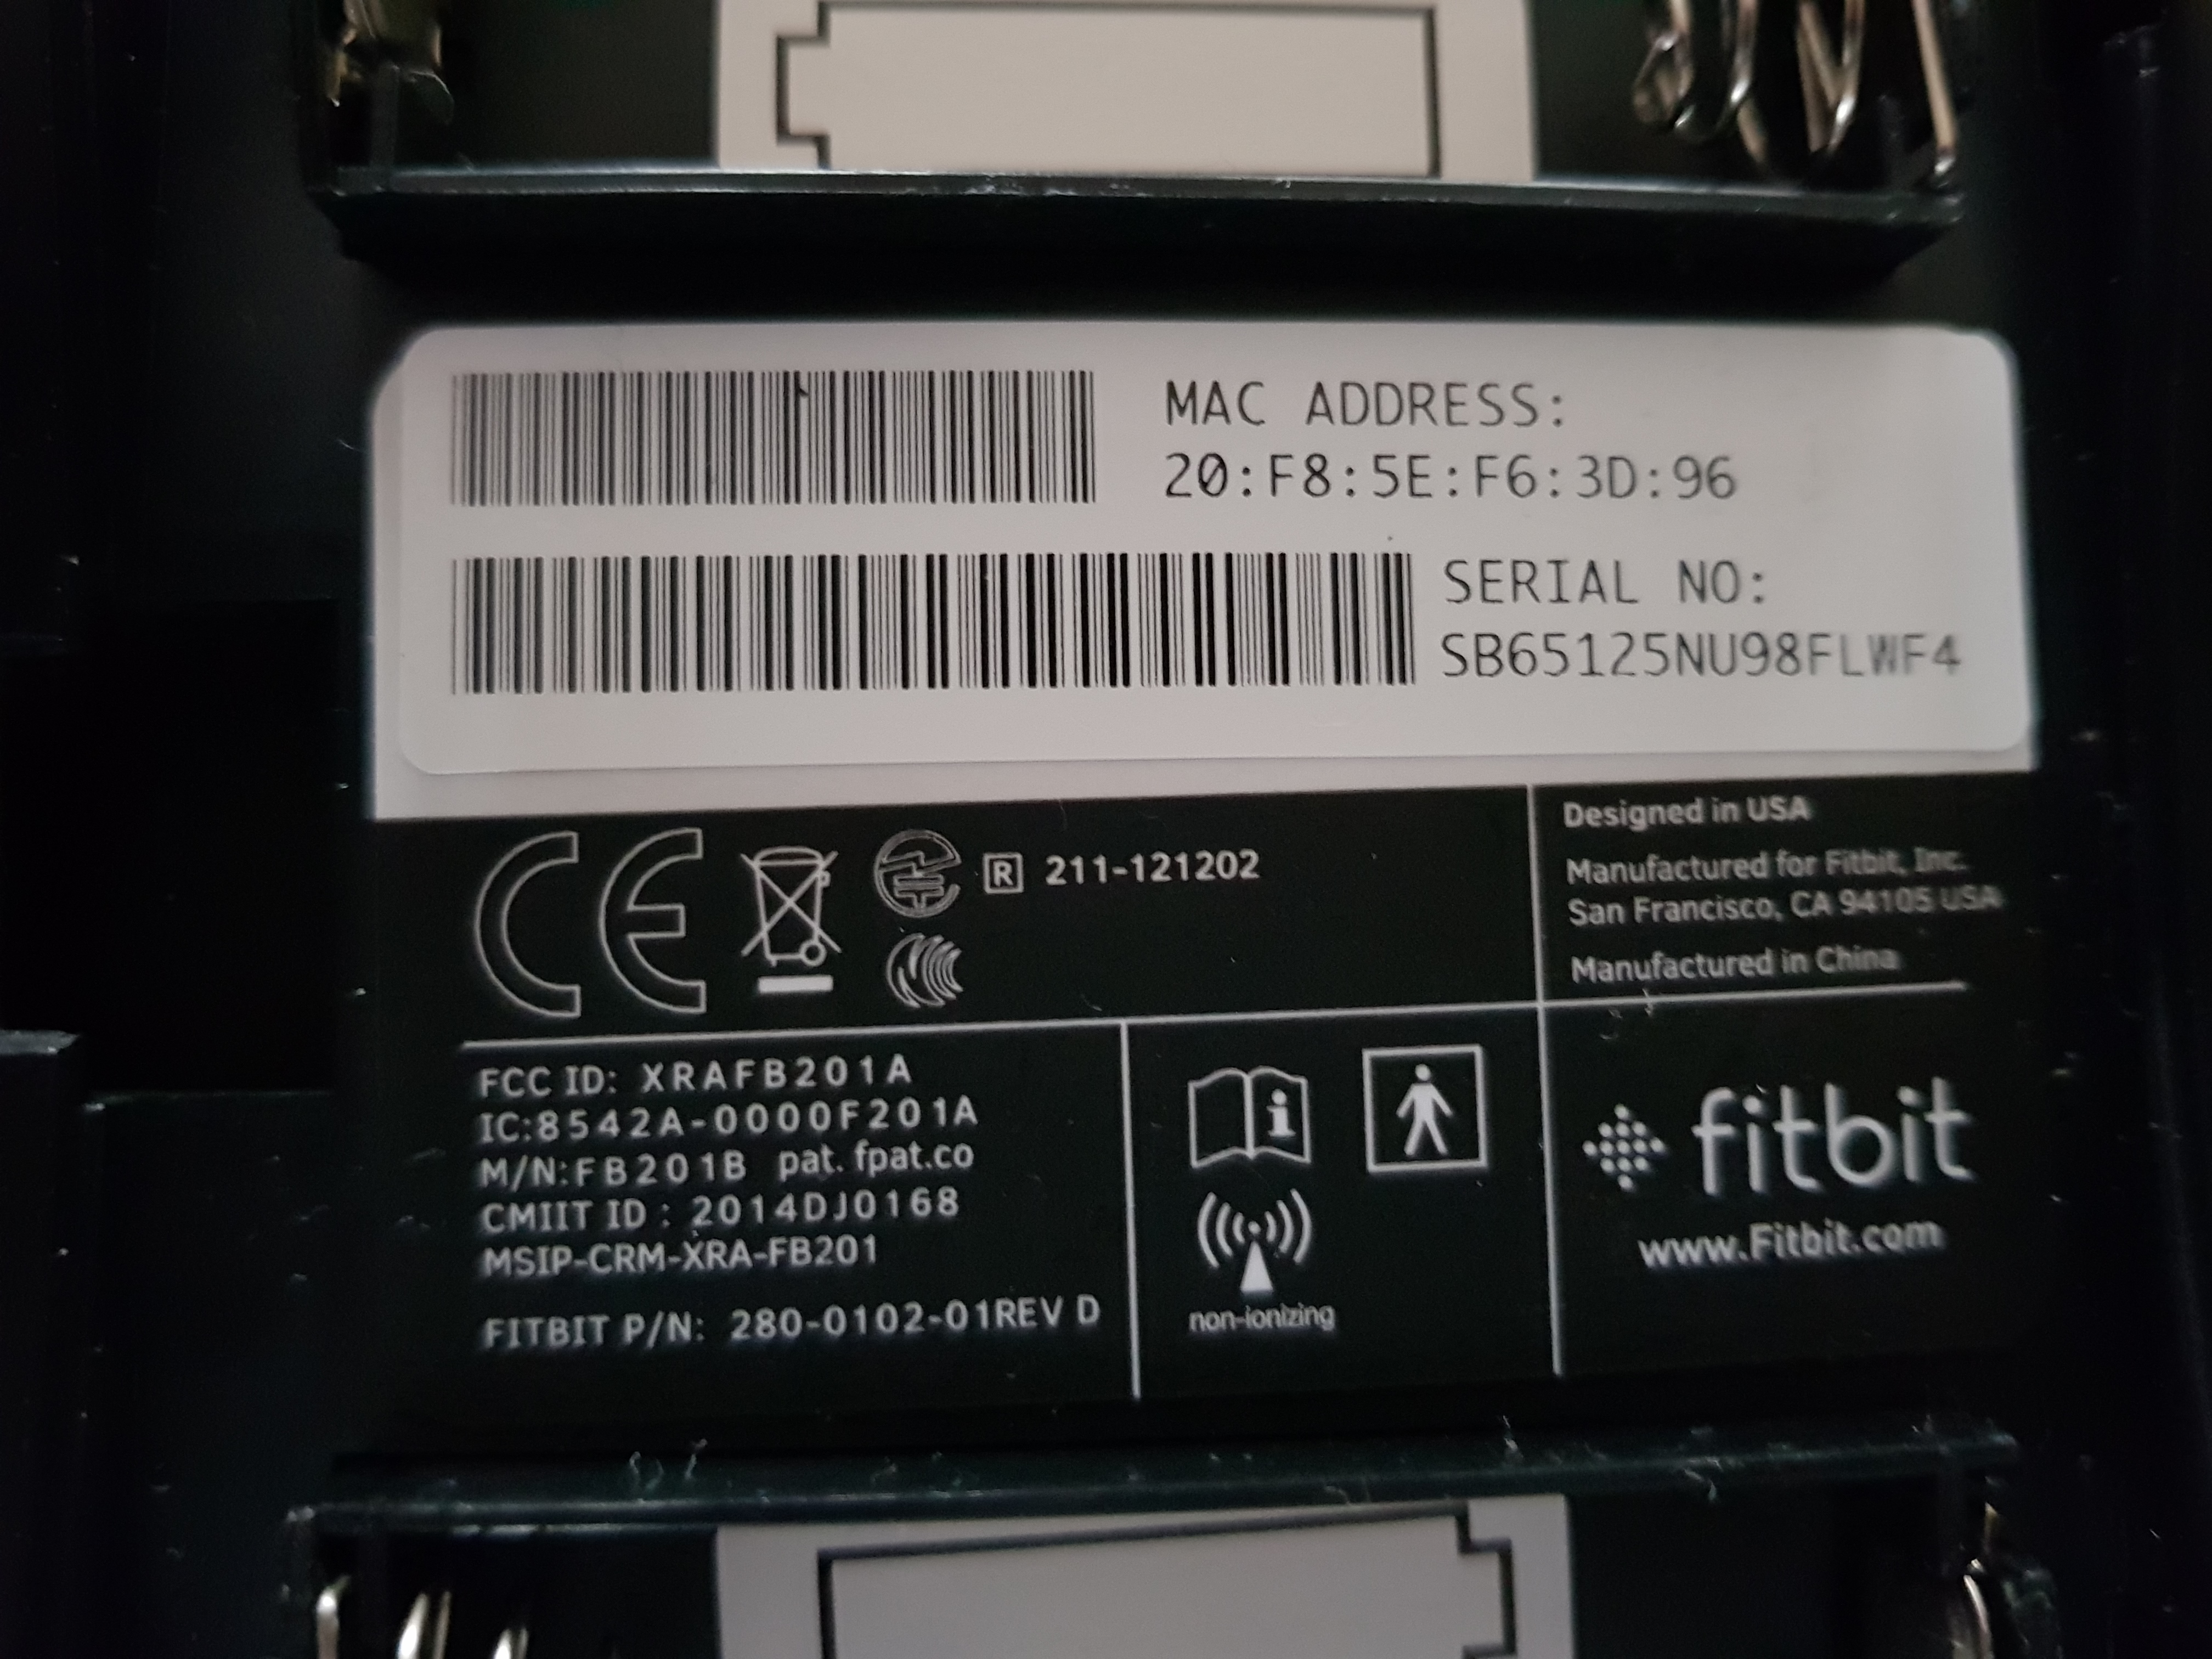 MAC ADDRESS:
20:F8:5E:F6:3D:96
SERIAL NO:
SB65125NU98FLWF4
CE
R 211-121202
Designed in USA
Manufactured for Fitbit, Inc.
San Francisco, CA 94105 USA
Manufactured in China
FCC ID: XRAFB201A
IC:8542A-0000F201A
M/N:FB201B pat. fpat.co
CMIIT ID : 2014DJ0168
MSIP-CRM-XRA-FB201
FITBIT P/N: 280-0102-01REV D
i
non-ionizing
fitbit
www.Fitbit.com